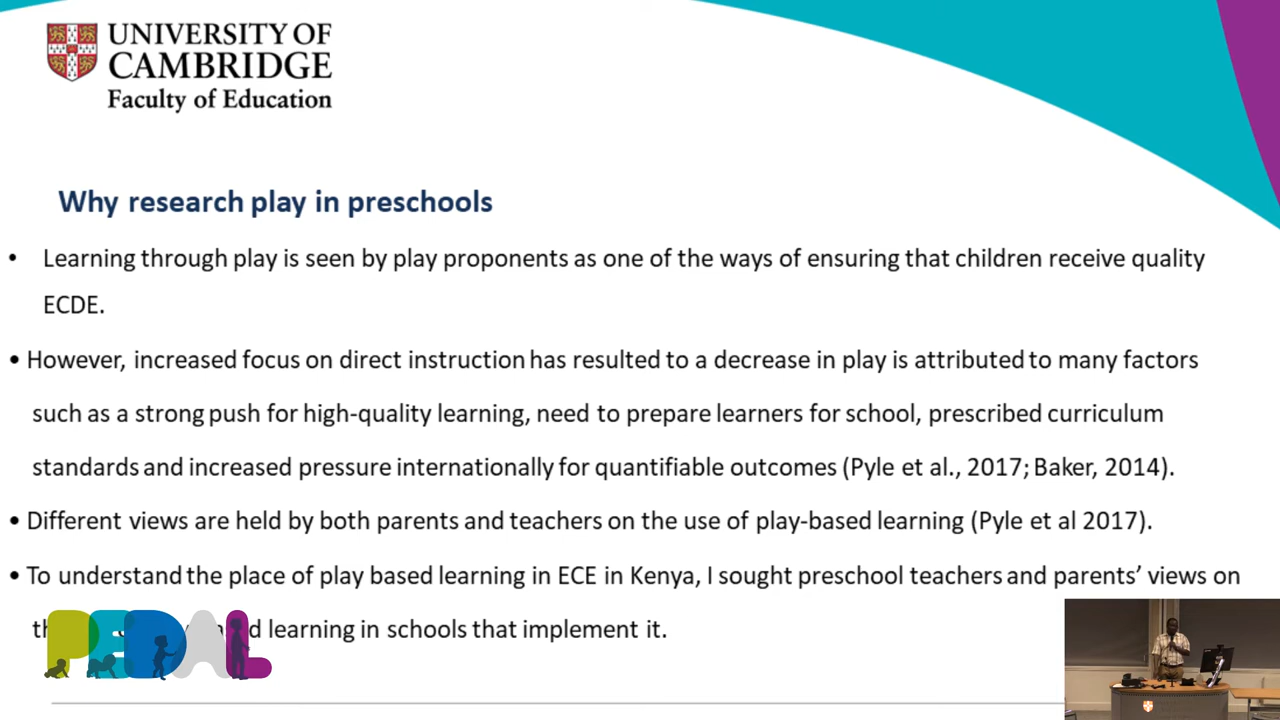 UNIVERSITY OF
CAMBRIDGE
Faculty of Education
Why research play in preschools
• Learning through play is seen by play proponents as one of the ways of ensuring that children receive quality
ECDE.
• However, increased focus on direct instruction has resulted to a decrease in play is attributed to many factors
such as a strong push for high-quality learning, need to prepare learners for school, prescribed curriculum
standards and increased pressure internationally for quantifiable outcomes (Pyle et al., 2017; Baker, 2014).
• Different views are held by both parents and teachers on the use of play-based learning (Pyle et al 2017).
• To understand the place of play based learning in ECE in Kenya, I sought preschool teachers and parents’ views on
learning in schools that implement it.
PEDAL